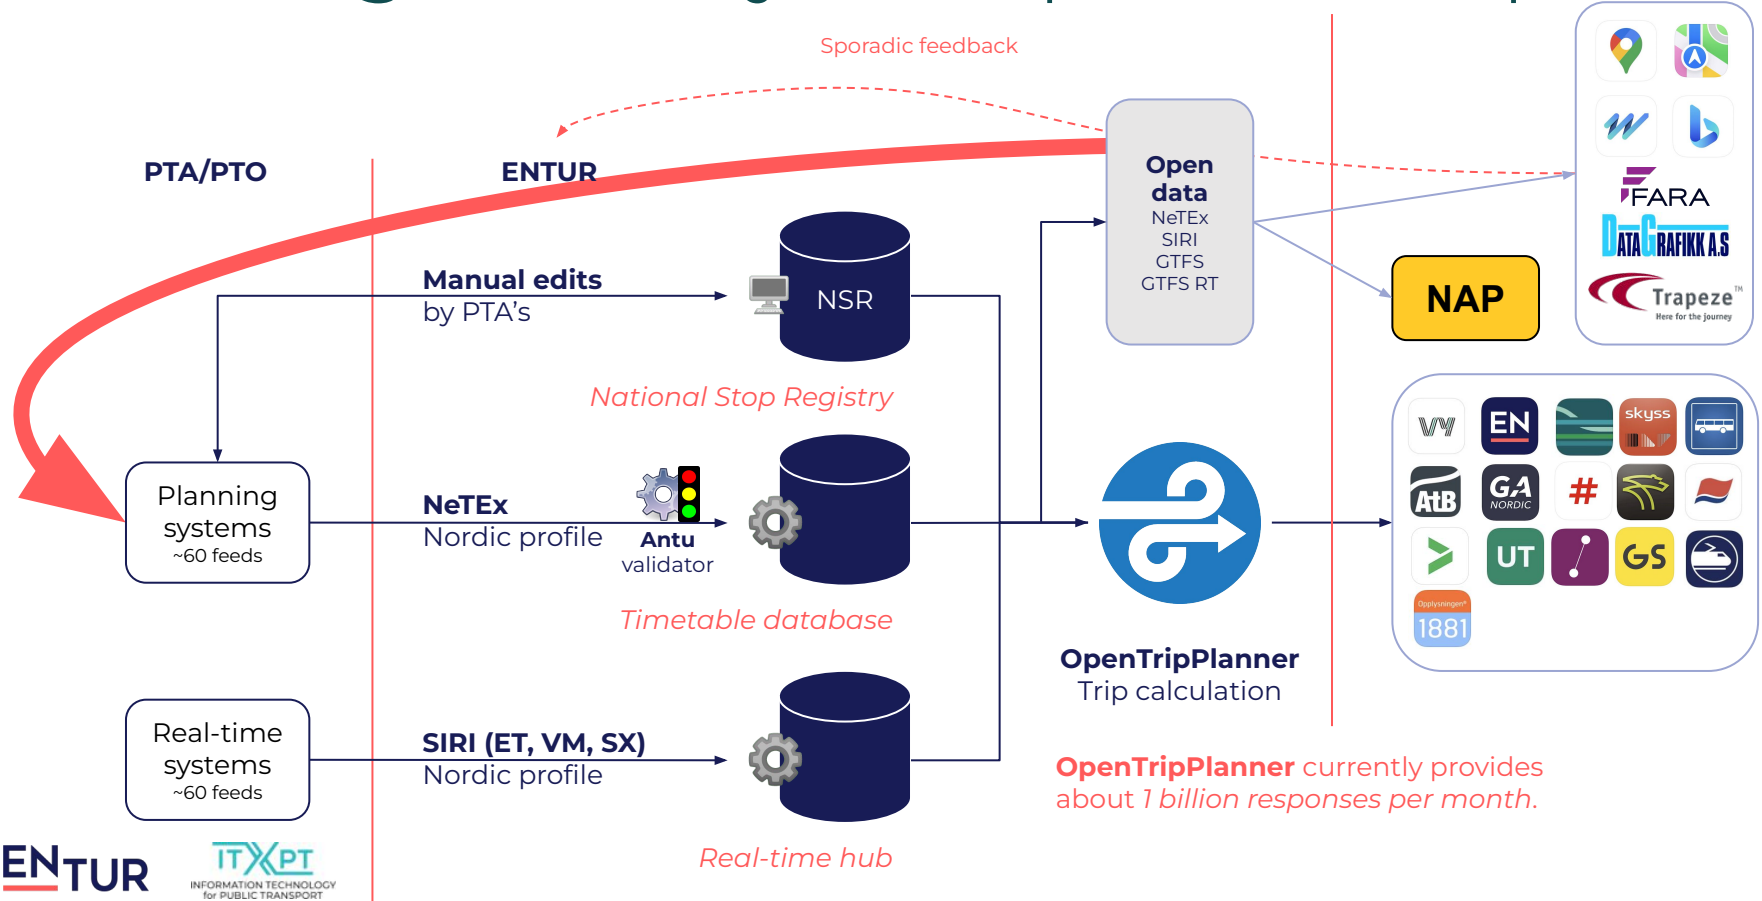 Sporadic feedback
PTA/PTO
ENTUR
Open
data
NeTEx
SIRI
GTFS
GTFS RT
FARA
DATAGRAFIKK A.S
Trapeze™
Here for the journey
NAP
Manual edits
by PTA's
NSR
National Stop Registry
Planning
systems
~60 feeds
NeTEx
Nordic profile
Antu
validator
Timetable database
OpenTripPlanner
Trip calculation
VY
EN
skyss
AtB
GA
NORDIC
#
UT
GS
Opplysningen®
1881
Real-time
systems
~60 feeds
SIRI (ET, VM, SX)
Nordic profile
Real-time hub
OpenTripPlanner currently provides
about 1 billion responses per month.
ENTUR
ITXPT
INFORMATION TECHNOLOGY
for PUBLIC TRANSPORT